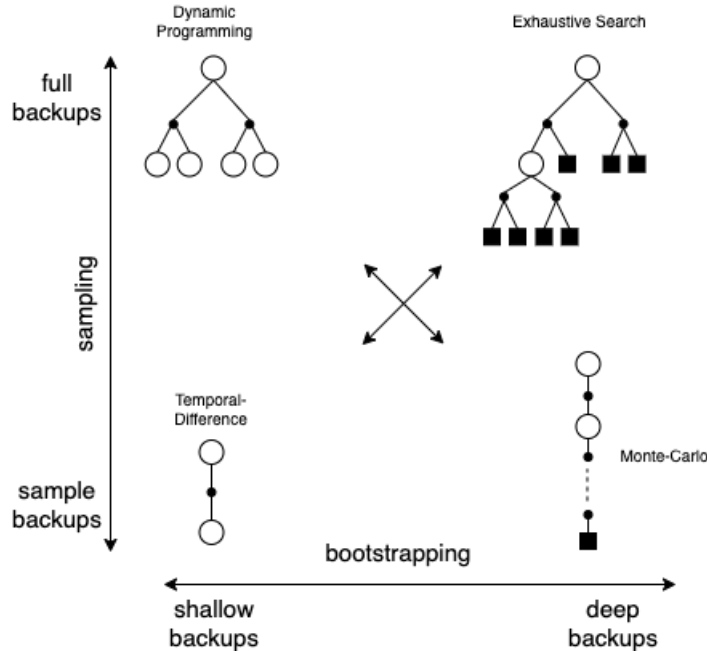 Dynamic
Programming
Exhaustive Search
full
backups
sampling
Temporal-
Difference
Monte-Carlo
sample
backups
bootstrapping
shallow
backups
deep
backups